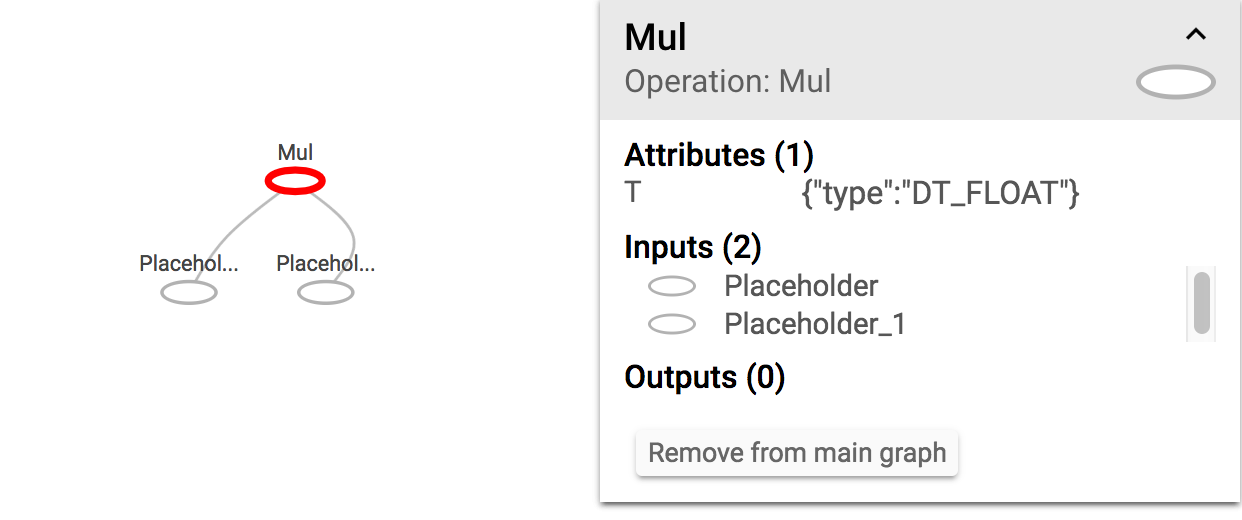 Mul
Placehol... Placehol...
Mul
Operation: Mul
Attributes (1)
T {"type":"DT_FLOAT"}
Inputs (2)
Placeholder
Placeholder_1
Outputs (0)
Remove from main graph